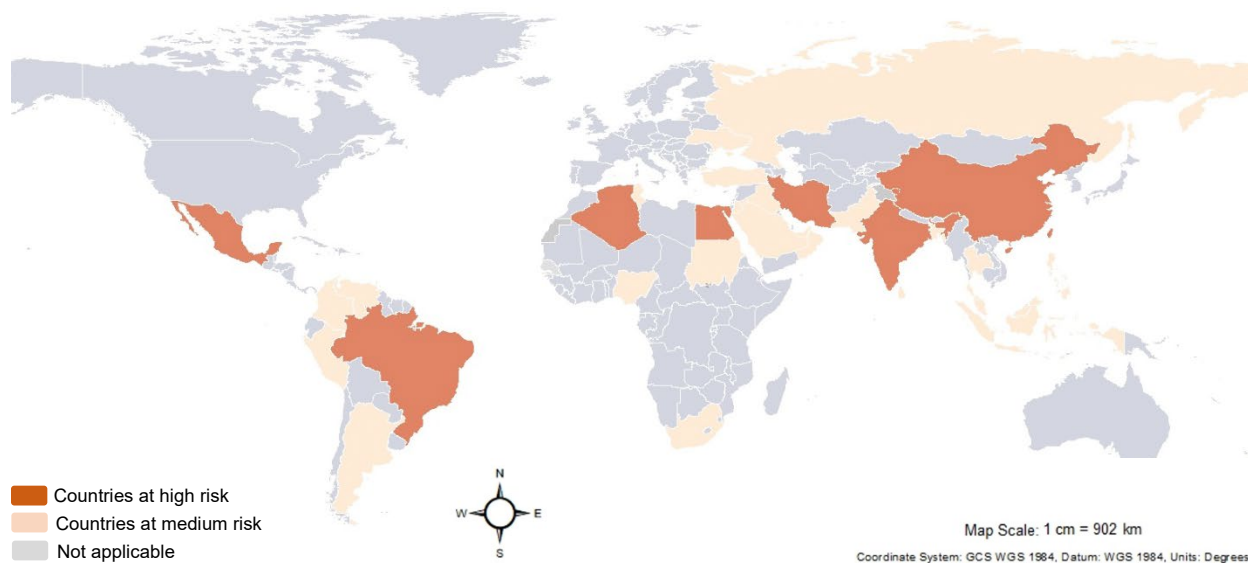 N
W E
S
Countries at high risk
Countries at medium risk
Not applicable
Map Scale: 1 cm = 902 km
Coordinate System: GCS WGS 1984, Datum: WGS 1984, Units: Degrees